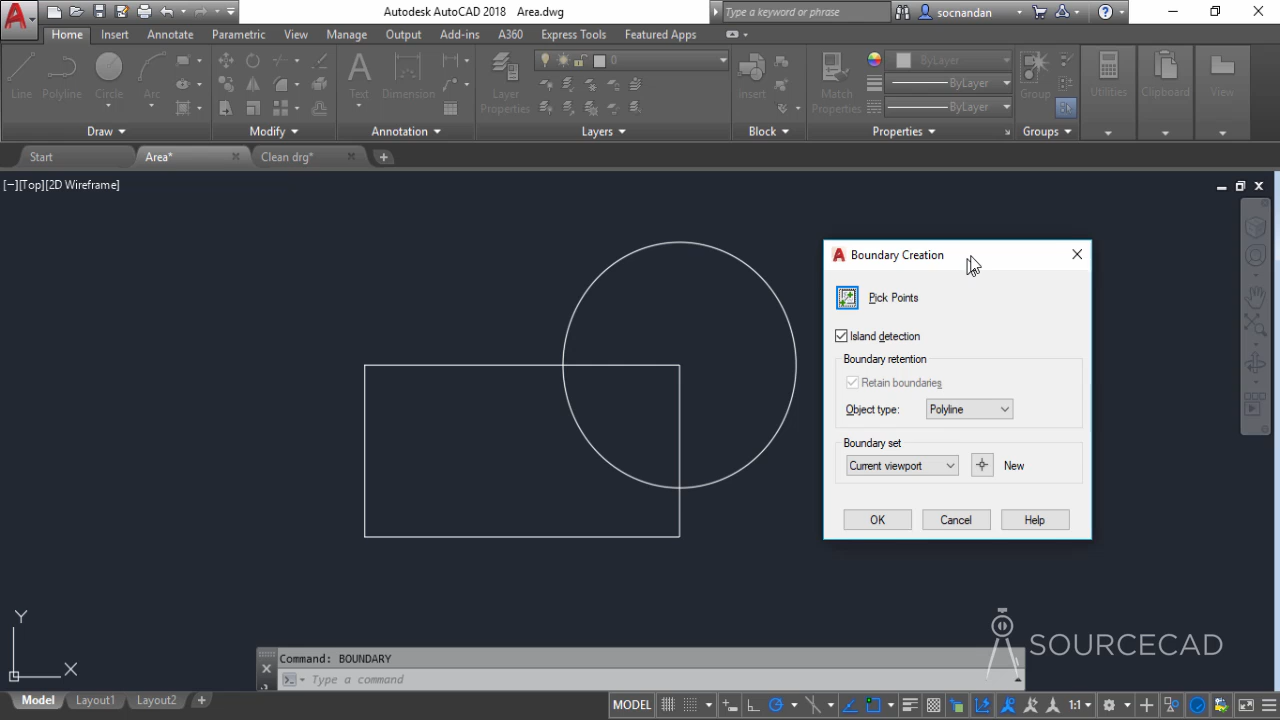 Autodesk AutoCAD 2018 Area.dwg
Type a keyword or phrase
socnandan
Home Insert Annotate Parametric View Manage Output Add-ins A360 Express Tools Featured Apps
Line Polyline Circle Arc
Text Dimension
Layer Properties
0
Insert
Match Properties
ByLayer
ByLayer
ByLayer
Group
Utilities Clipboard View
Draw Modify Annotation Layers Block Properties Groups
Start Area* Clean drg*
[−][Top][2D Wireframe]
Boundary Creation
Pick Points
Island detection
Boundary retention
Retain boundaries
Object type: Polyline
Boundary set
Current viewport New
OK Cancel Help
Y
X
SOURCECAD
Command: BOUNDARY
Type a command
Model Layout1 Layout2
MODEL 1:1